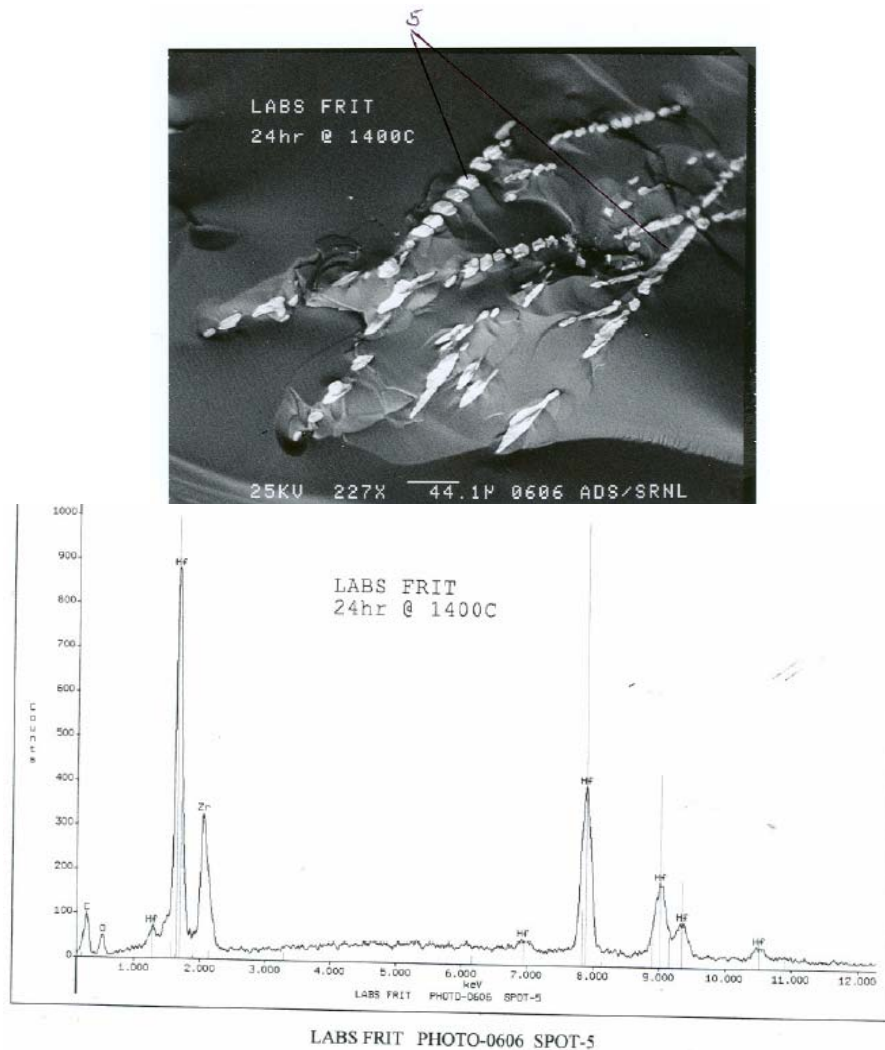 5
LABS FRIT
24hr @ 1400C
25KV 227X 44.1μ 0606 ADS/SRNL
1000
900
Hf
LABS FRIT
24hr @ 1400C
800
700
600
500
Counts
400
Hf
Zr
300
200
Hf
100
C
O
Hf
Hf
Hf
Hf
0
1.000 2.000 3.000 4.000 5.000 6.000 7.000 8.000 9.000 10.000 11.000 12.000
keV
LABS FRIT PHOTO-0606 SPOT-5
LABS FRIT PHOTO-0606 SPOT-5